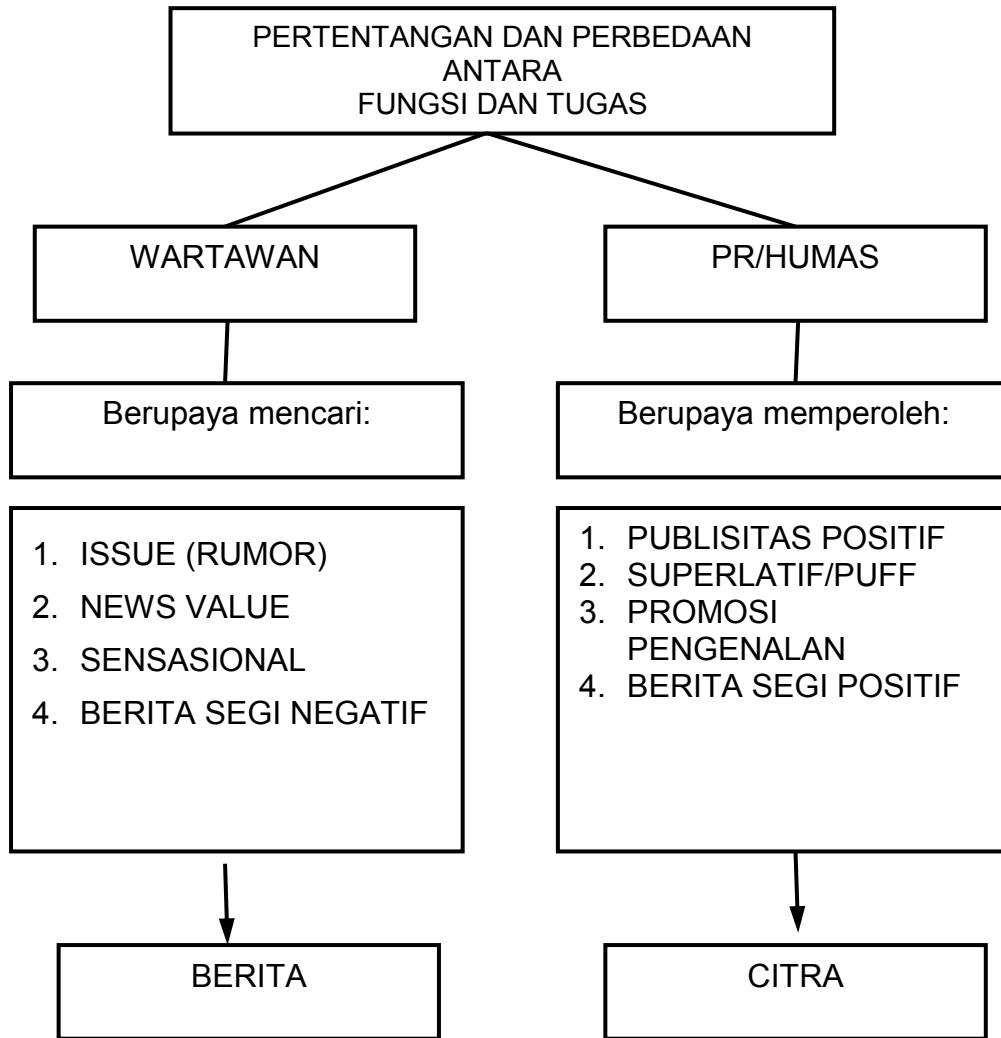 PERTENTANGAN DAN PERBEDAAN
ANTARA
FUNGSI DAN TUGAS
WARTAWAN
PR/HUMAS
Berupaya mencari:
Berupaya memperoleh:
1. ISSUE (RUMOR)
2. NEWS VALUE
3. SENSASIONAL
4. BERITA SEGI NEGATIF
1. PUBLISITAS POSITIF
2. SUPERLATIF/PUFF
3. PROMOSI
PENGENALAN
4. BERITA SEGI POSITIF
BERITA
CITRA